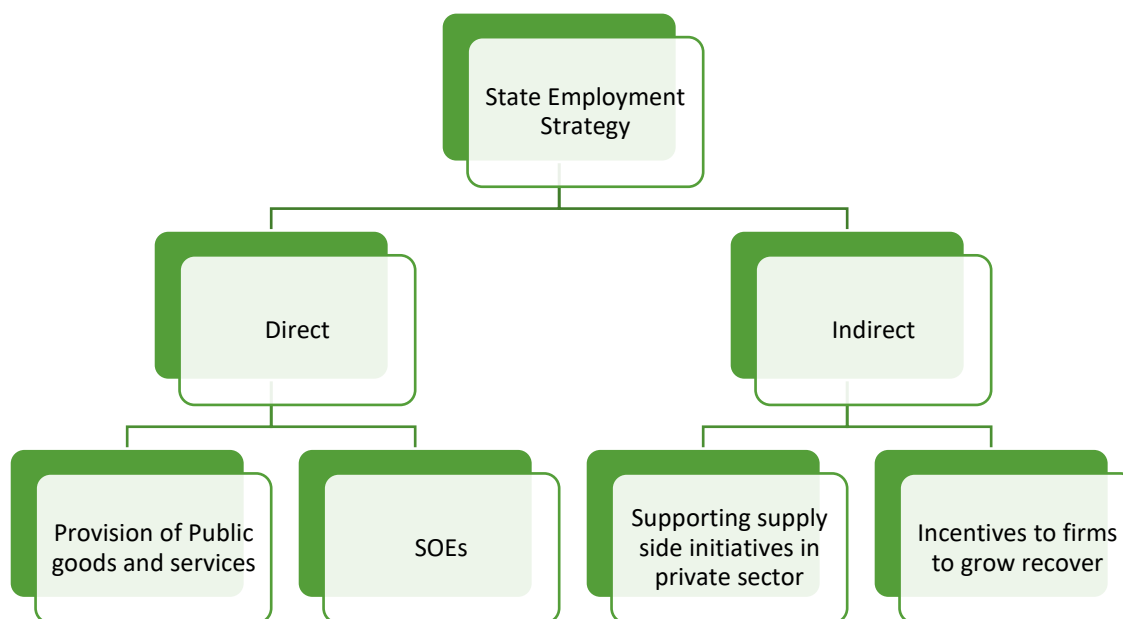 State Employment
Strategy
Direct
Indirect
Provision of Public
goods and services
SOEs
Supporting supply
side initiatives in
private sector
Incentives to firms
to grow recover